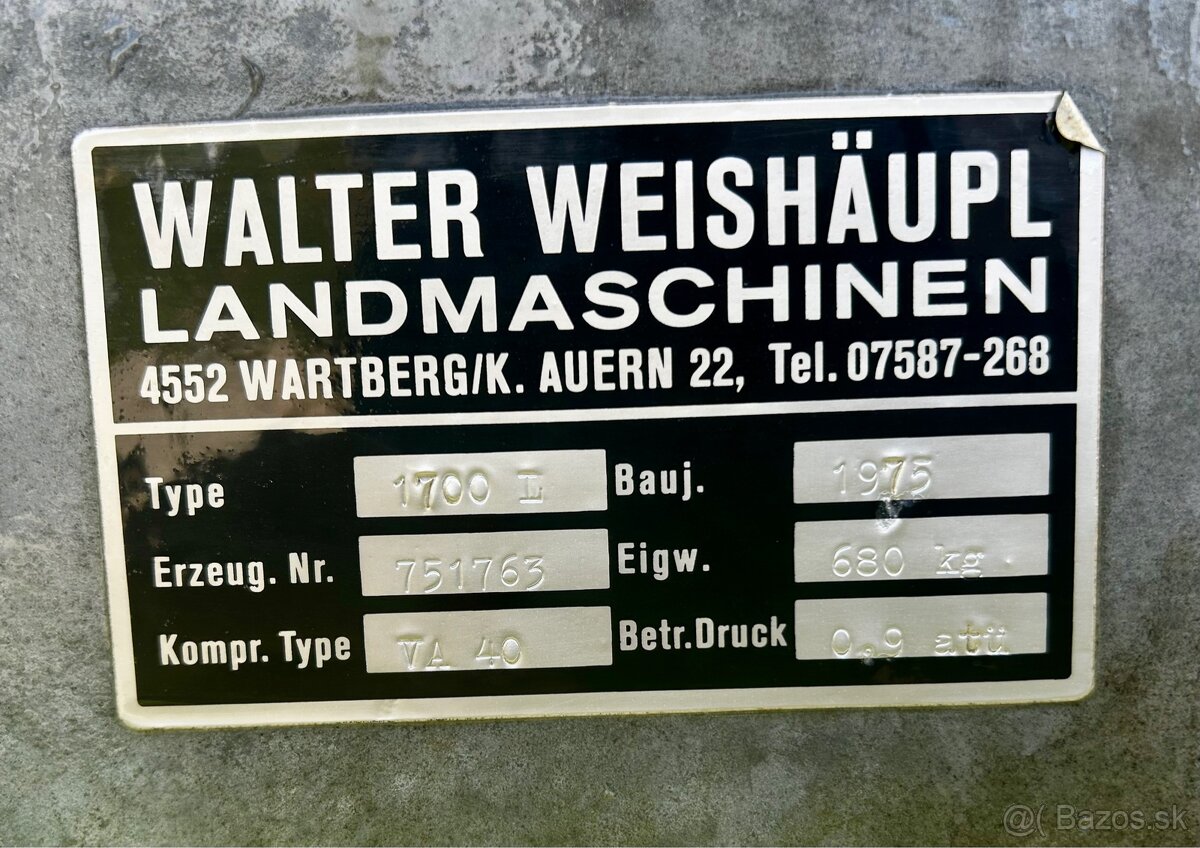 WALTER WEISHÄUPL
LANDMASCHINEN
4552 WARTBERG/K. AUERN 22, Tel. 07587-268
Type 1700 L Bauj. 1975
Erzeug. Nr. 751763 Eigw. 680 kg.
Kompr. Type VA 40 Betr.Druck 0,9 atü
@( Bazos.sk